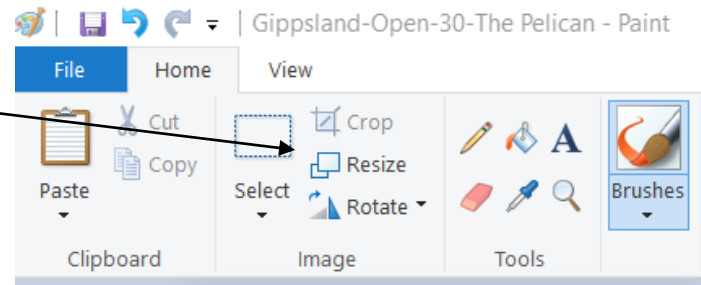 Gippsland-Open-30-The Pelican - Paint
File Home View
Cut Crop
Copy Resize
Paste Select Rotate Brushes
A
Clipboard Image Tools